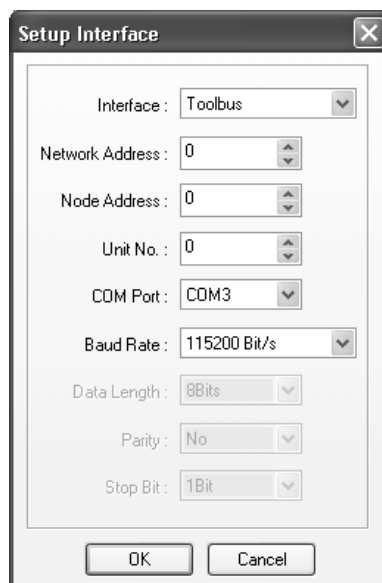 Setup Interface
Interface : Toolbus
Network Address : 0
Node Address : 0
Unit No. : 0
COM Port : COM3
Baud Rate : 115200 Bit/s
Data Length : 8Bits
Parity : No
Stop Bit : 1Bit
OK Cancel